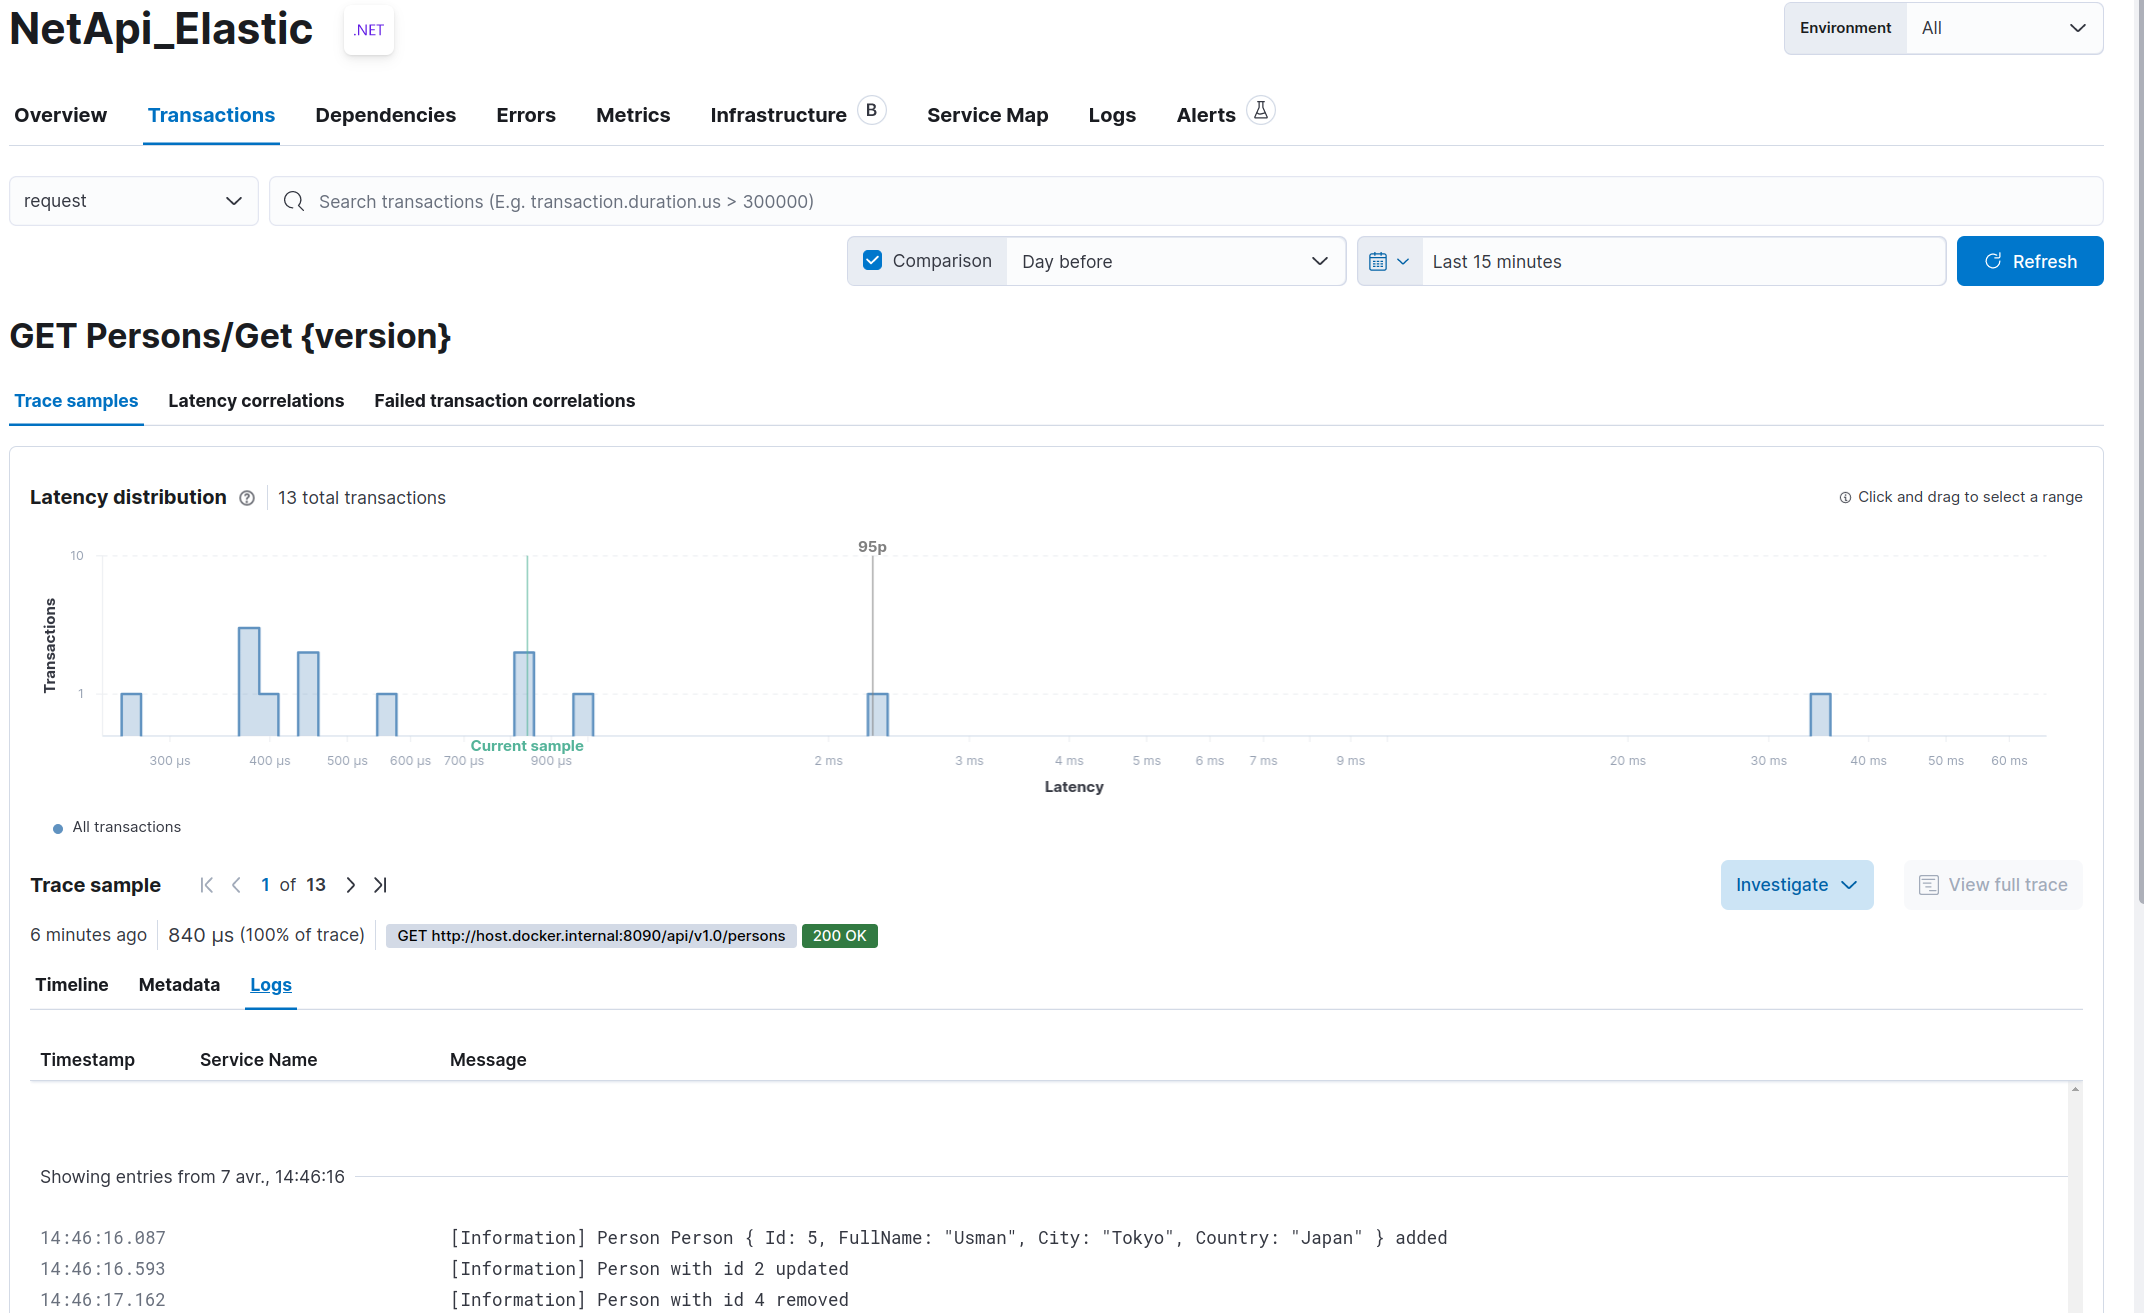 NetApi_Elastic .NET Environment All
Overview Transactions Dependencies Errors Metrics Infrastructure B Service Map Logs Alerts
request Search transactions (E.g. transaction.duration.us > 300000)
Comparison Day before Last 15 minutes Refresh
GET Persons/Get {version}
Trace samples Latency correlations Failed transaction correlations
Latency distribution 13 total transactions Click and drag to select a range
95p
10
Transactions
1
Current sample
300 µs 400 µs 500 µs 600 µs 700 µs 900 µs 2 ms 3 ms 4 ms 5 ms 6 ms 7 ms 9 ms 20 ms 30 ms 40 ms 50 ms 60 ms
Latency
All transactions
Trace sample 1 of 13 Investigate View full trace
6 minutes ago 840 µs (100% of trace) GET http://host.docker.internal:8090/api/v1.0/persons 200 OK
Timeline Metadata Logs
Timestamp Service Name Message
Showing entries from 7 avr., 14:46:16
14:46:16.087 [Information] Person Person { Id: 5, FullName: "Usman", City: "Tokyo", Country: "Japan" } added
14:46:16.593 [Information] Person with id 2 updated
14:46:17.162 [Information] Person with id 4 removed